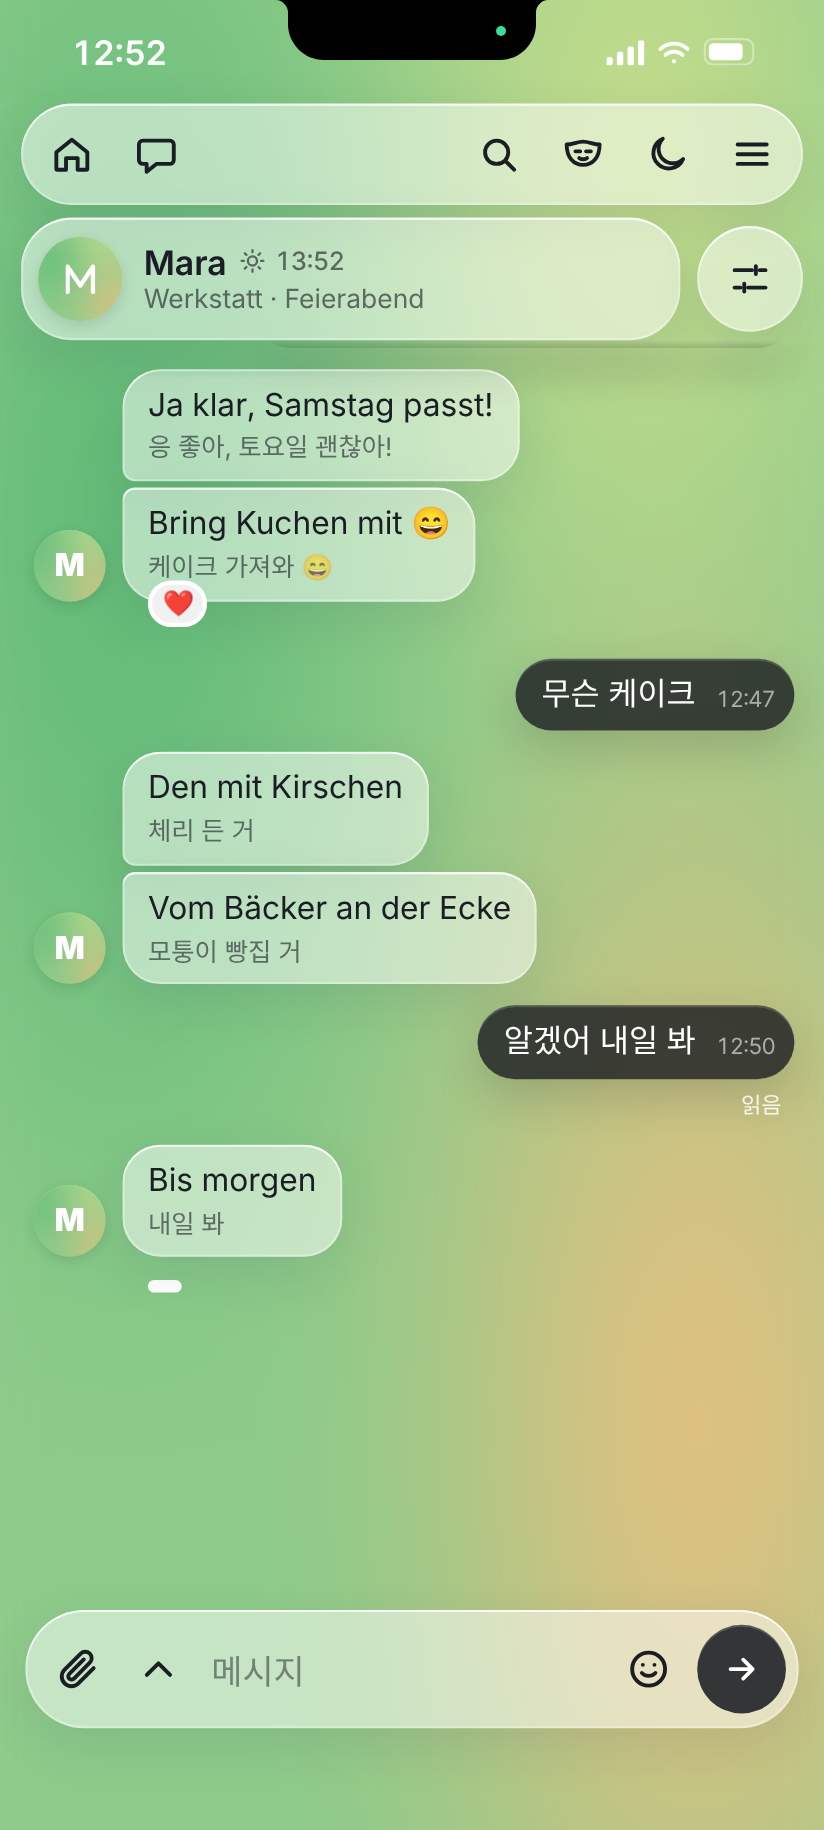 12:52
M
Mara 13:52
Werkstatt · Feierabend
Ja klar, Samstag passt!
응 좋아, 토요일 괜찮아!
Bring Kuchen mit 😄
케이크 가져와 😄
M
❤️
무슨 케이크 12:47
Den mit Kirschen
체리 든 거
Vom Bäcker an der Ecke
모퉁이 빵집 거
M
알겠어 내일 봐 12:50
읽음
Bis morgen
내일 봐
M
메시지